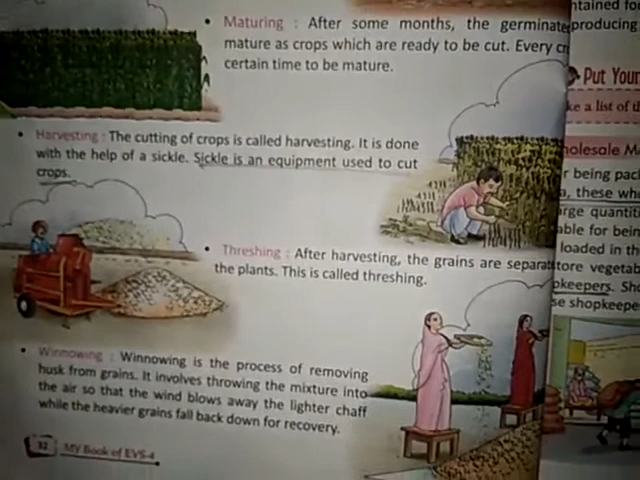 • Maturing : After some months, the germinate
mature as crops which are ready to be cut. Every
certain time to be mature.
• Harvesting : The cutting of crops is called harvesting. It is done
with the help of a sickle. Sickle is an equipment used to cut
crops.
• Threshing : After harvesting, the grains are separat
the plants. This is called threshing.
• Winnowing : Winnowing is the process of removing
husk from grains. It involves throwing the mixture into
the air so that the wind blows away the lighter chaff
while the heavier grains fall back down for recovery.
32 MY Book of EVS-4
ntained fo
producing
Put Your
ke a list of th
holesale Ma
r being pac
a, these wh
arge quantit
able for bein
loaded in th
tore vegetab
pkeepers. Sho
se shopkeepe